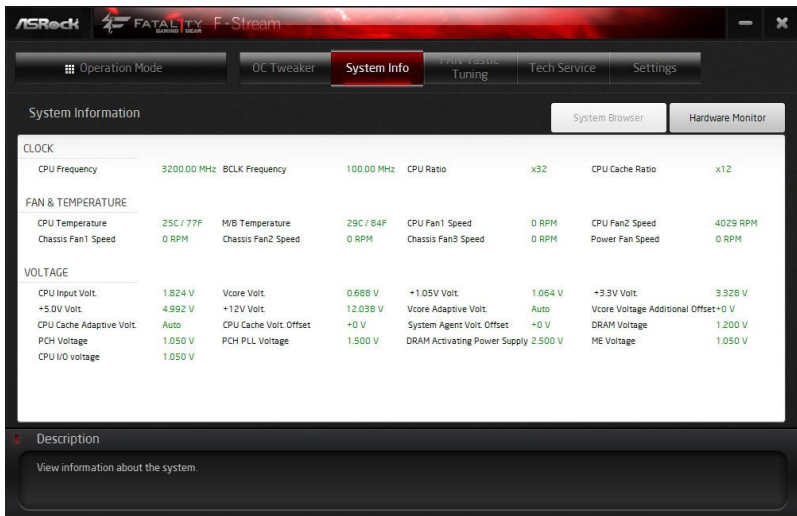 ASRock FATAL1TY GAMING GEAR F-Stream
Operation Mode OC Tweaker System Info FAN-Tastic Tuning Tech Service Settings
System Information System Browser Hardware Monitor
CLOCK
CPU Frequency 3200.00 MHz BCLK Frequency 100.00 MHz CPU Ratio x32 CPU Cache Ratio x12
FAN & TEMPERATURE
CPU Temperature 25C / 77F M/B Temperature 29C / 84F CPU Fan1 Speed 0 RPM CPU Fan2 Speed 4029 RPM
Chassis Fan1 Speed 0 RPM Chassis Fan2 Speed 0 RPM Chassis Fan3 Speed 0 RPM Power Fan Speed 0 RPM
VOLTAGE
CPU Input Volt. 1.824 V Vcore Volt. 0.688 V +1.05V Volt. 1.064 V +3.3V Volt. 3.328 V
+5.0V Volt. 4.992 V +12V Volt. 12.038 V Vcore Adaptive Volt. Auto Vcore Voltage Additional Offset +0 V
CPU Cache Adaptive Volt. Auto CPU Cache Volt. Offset +0 V System Agent Volt. Offset +0 V DRAM Voltage 1.200 V
PCH Voltage 1.050 V PCH PLL Voltage 1.500 V DRAM Activating Power Supply 2.500 V ME Voltage 1.050 V
CPU I/O voltage 1.050 V
Description
View information about the system.